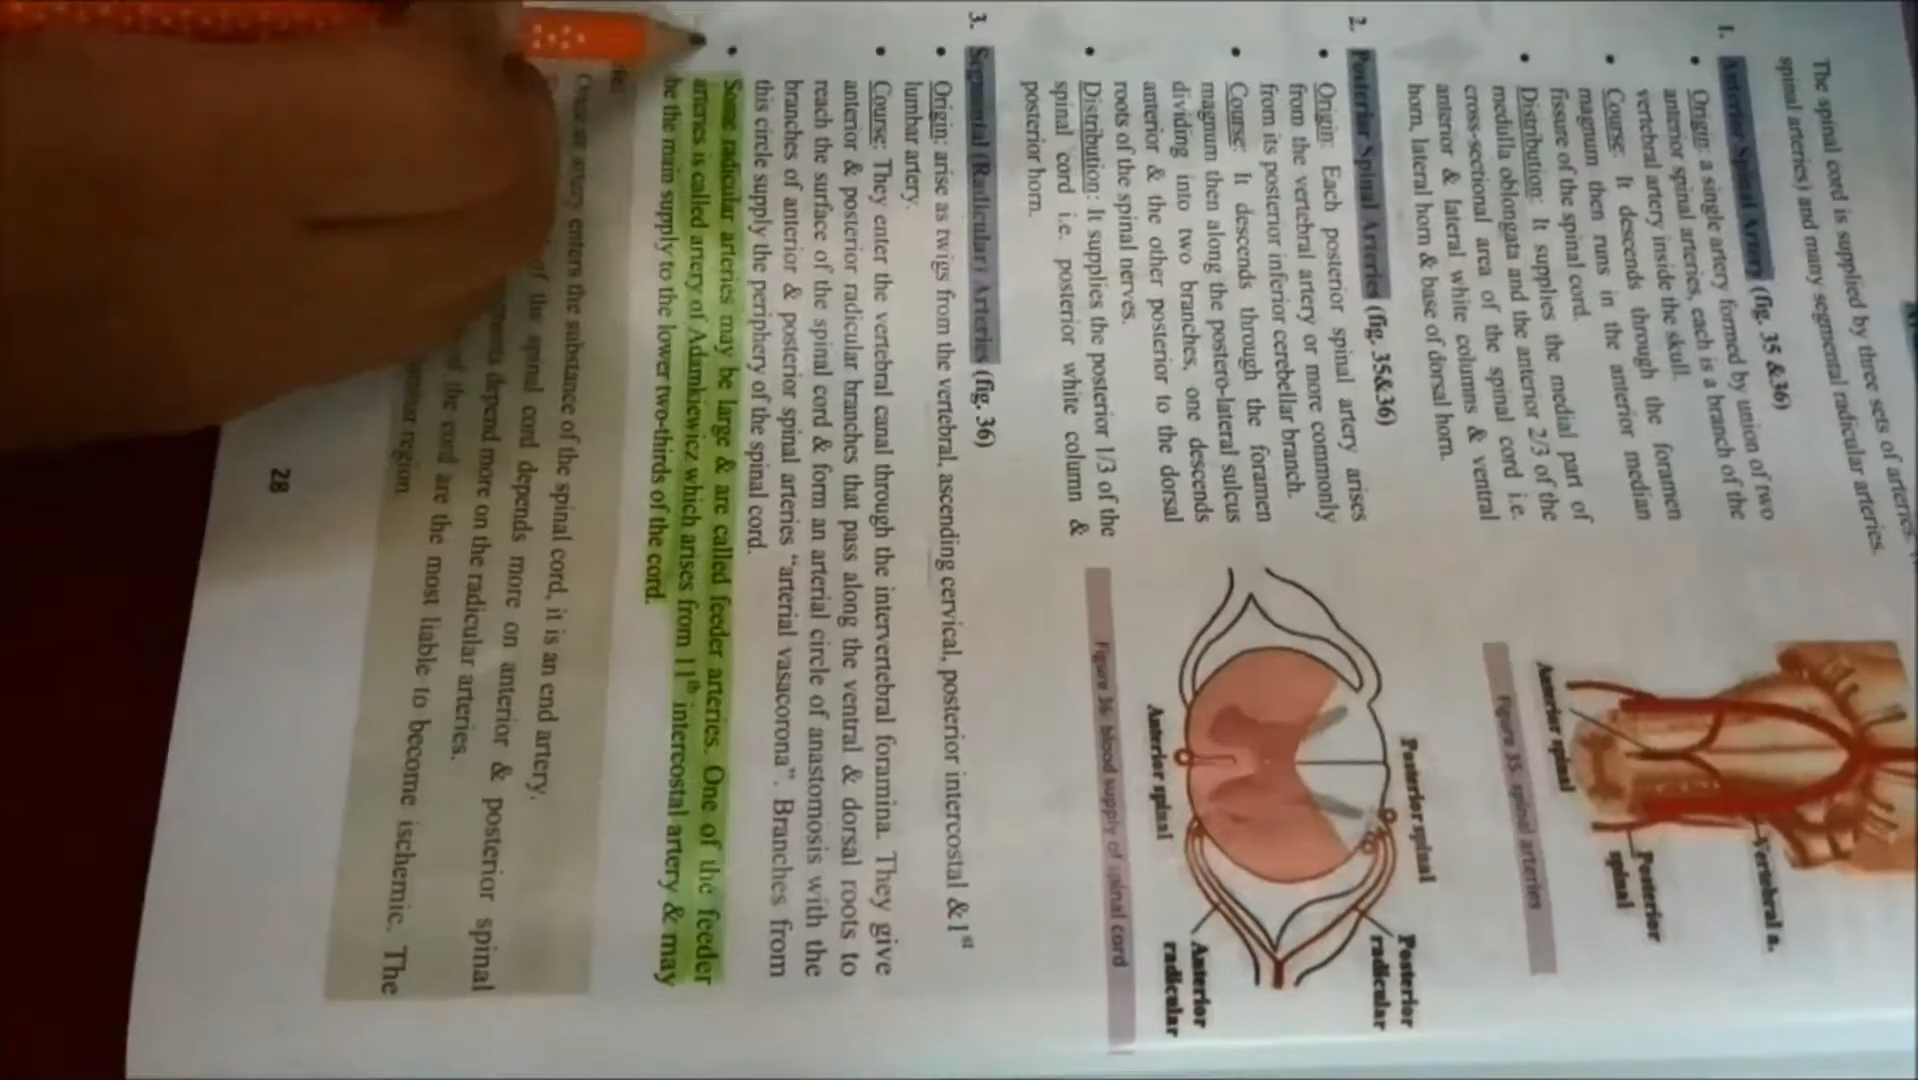 The spinal cord is supplied by three sets of arteries
spinal arteries) and many segmental radicular arteries.
1. Anterior Spinal Artery (fig. 35 &36)
• Origin: a single artery formed by union of two
anterior spinal arteries, each is a branch of the
vertebral artery inside the skull.
• Course: It descends through the foramen
magnum then runs in the anterior median
fissure of the spinal cord.
• Distribution: It supplies the medial part of
medulla oblongata and the anterior 2/3 of the
cross-sectional area of the spinal cord i.e.
anterior & lateral white columns & ventral
horn, lateral horn & base of dorsal horn.
Vertebral a.
Posterior
spinal
Anterior spinal
Figure 35. spinal arteries
2. Posterior Spinal Arteries (fig. 35&36)
• Origin: Each posterior spinal artery arises
from the vertebral artery or more commonly
from its posterior inferior cerebellar branch.
• Course: It descends through the foramen
magnum then along the postero-lateral sulcus
dividing into two branches, one descends
anterior & the other posterior to the dorsal
roots of the spinal nerves.
• Distribution: It supplies the posterior 1/3 of the
spinal cord i.e. posterior white column &
posterior horn.
Posterior spinal
Posterior
radicular
Anterior spinal
Anterior
radicular
Figure 36. blood supply of spinal cord
3. Segmental (Radicular) Arteries (fig. 36)
• Origin: arise as twigs from the vertebral, ascending cervical, posterior intercostal & 1st
lumbar artery.
• Course: They enter the vertebral canal through the intervertebral foramina. They give
anterior & posterior radicular branches that pass along the ventral & dorsal roots to
reach the surface of the spinal cord & form an arterial circle of anastomosis with the
branches of anterior & posterior spinal arteries "arterial vasacorona". Branches from
this circle supply the periphery of the spinal cord.
• Some radicular arteries may be large & are called feeder arteries. One of the feeder
arteries is called artery of Adamkiewicz which arises from 11th intercostal artery & may
be the main supply to the lower two-thirds of the cord.
artery enters the substance of the spinal cord, it is an end artery.
of the spinal cord depends more on anterior & posterior spinal
depend more on the radicular arteries.
the cord are the most liable to become ischemic. The
region
28